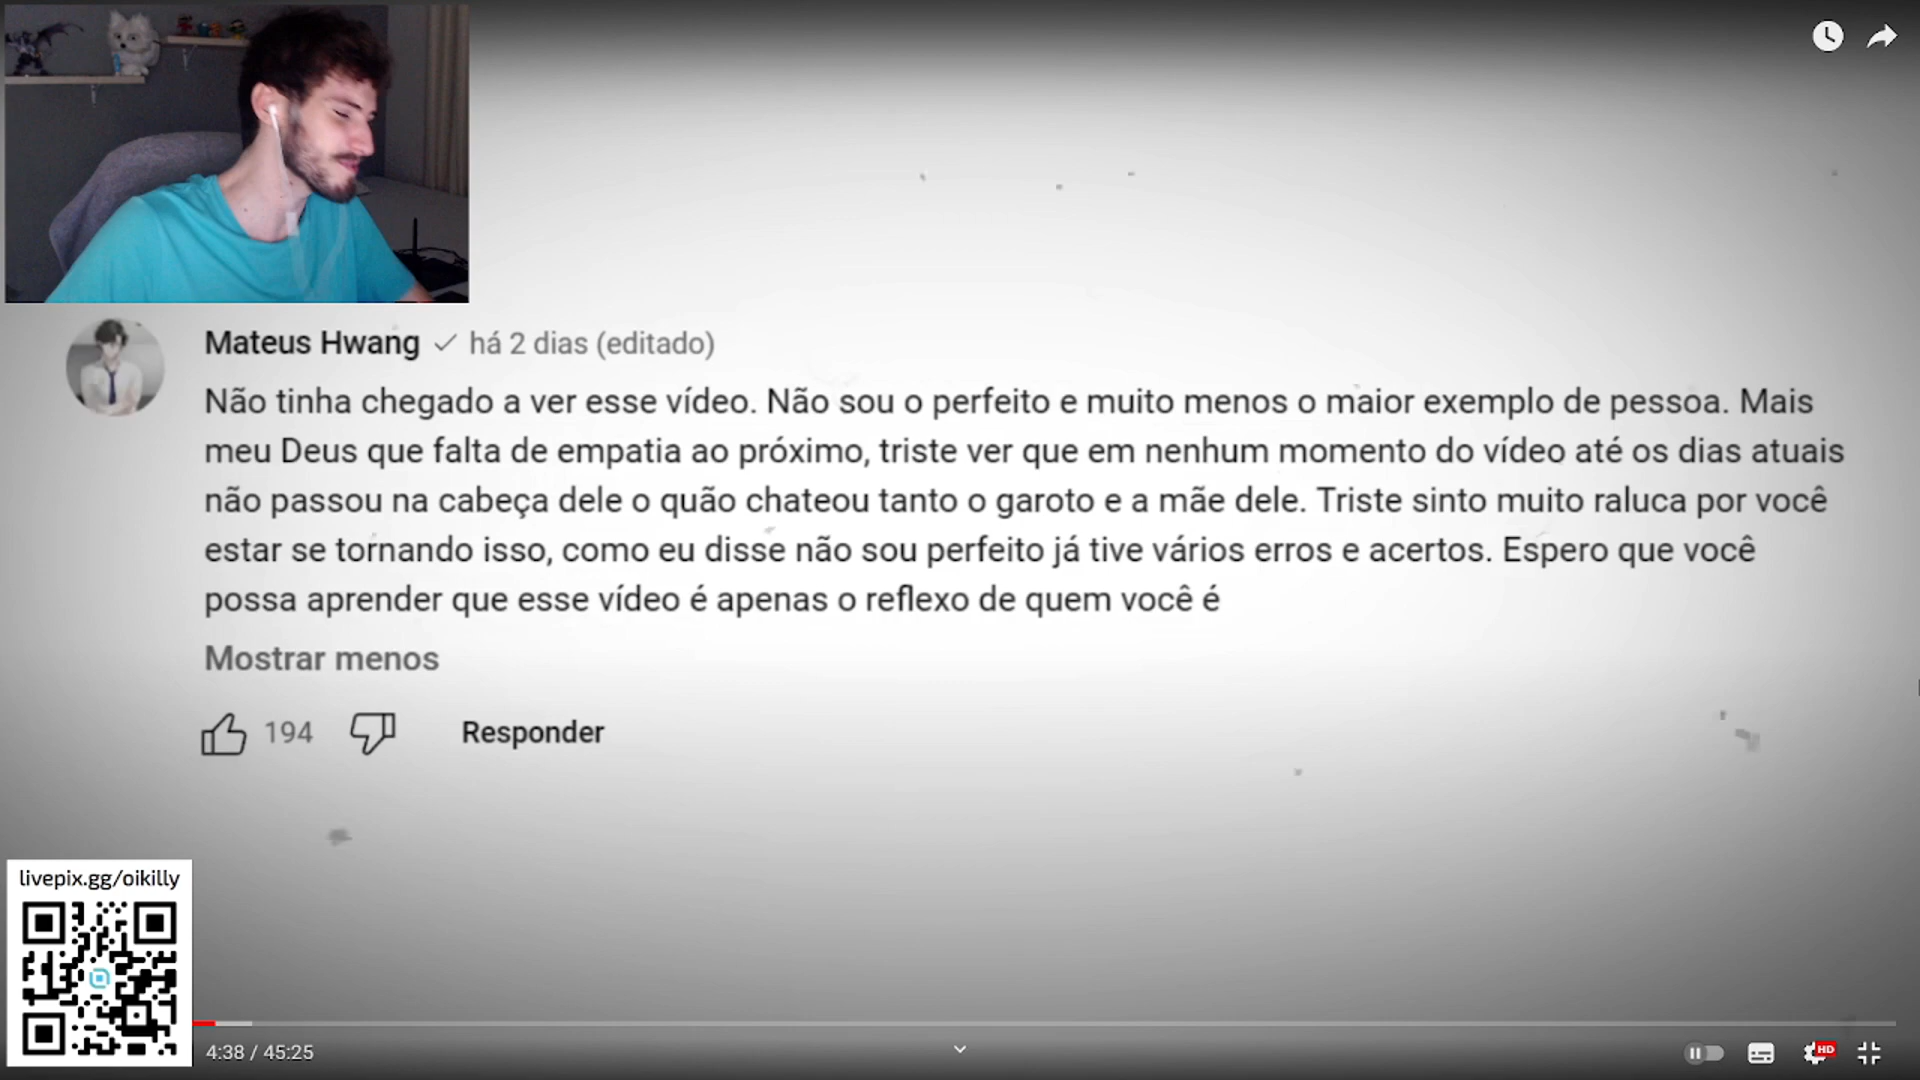 Mateus Hwang há 2 dias (editado)
Não tinha chegado a ver esse vídeo. Não sou o perfeito e muito menos o maior exemplo de pessoa. Mais
meu Deus que falta de empatia ao próximo, triste ver que em nenhum momento do vídeo até os dias atuais
não passou na cabeça dele o quão chateou tanto o garoto e a mãe dele. Triste sinto muito raluca por você
estar se tornando isso, como eu disse não sou perfeito já tive vários erros e acertos. Espero que você
possa aprender que esse vídeo é apenas o reflexo de quem você é
Mostrar menos
194 Responder
livepix.gg/oikilly
4:38 / 45:25
HD